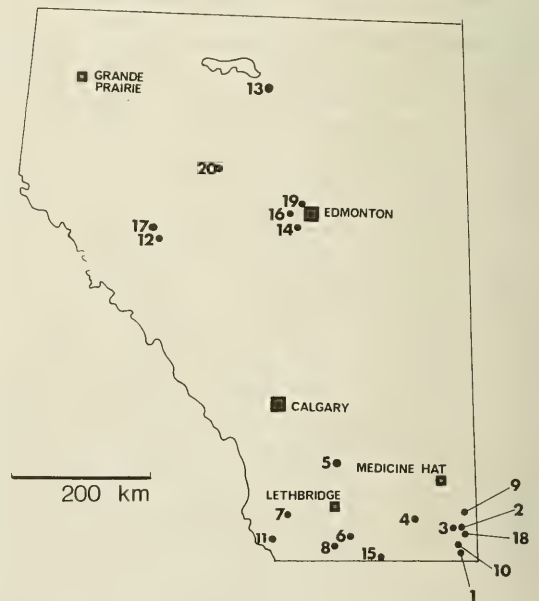 GRANDE
PRAIRIE
13
20
19
16
EDMONTON
14
17
12
CALGARY
5
MEDICINE HAT
200 km
LETHBRIDGE
9
7
4
2
3
18
6
11
8
10
15
1